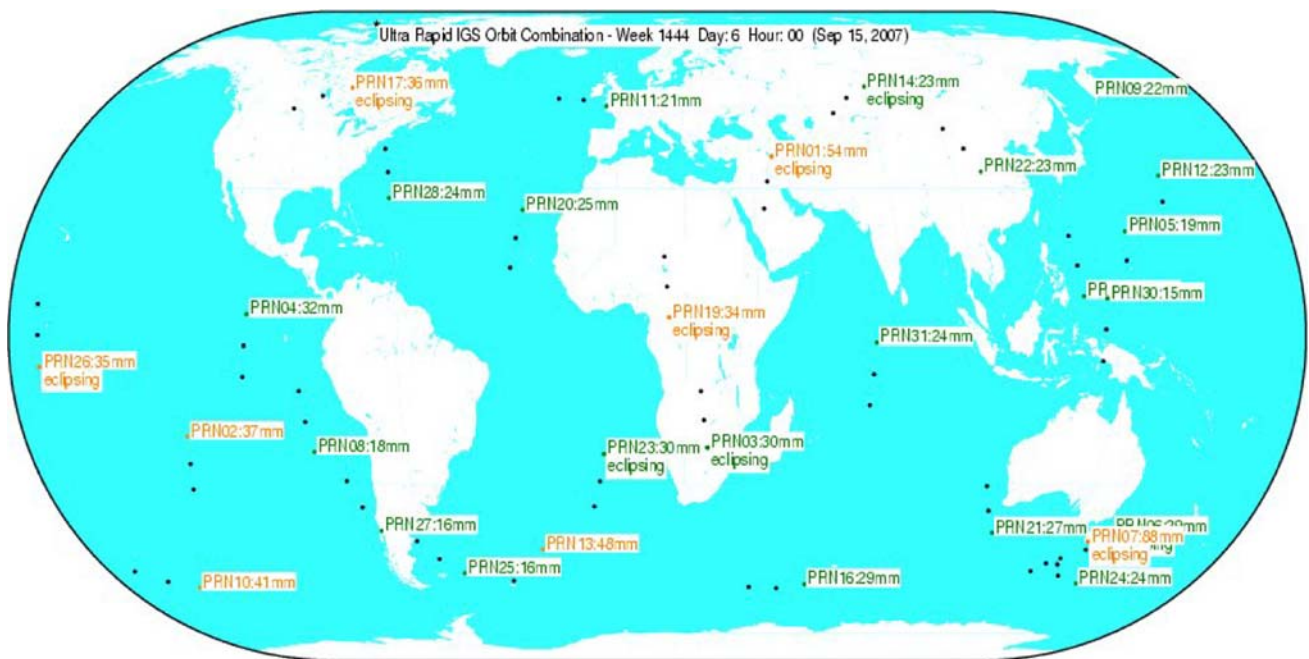 Ultra Rapid IGS Orbit Combination - Week 1444 Day: 6 Hour: 00 (Sep 15, 2007)
PRN17:36mm
eclipsing
PRN14:23mm
eclipsing
PRN09:22mm
PRN11:21mm
PRN01:54mm
eclipsing
PRN22:23mm
PRN12:23mm
PRN28:24mm
PRN20:25mm
PRN05:19mm
PRN30:15mm
PRN04:32mm
PRN19:34mm
eclipsing
PRN31:24mm
PRN26:35mm
eclipsing
PRN02:37mm
PRN08:18mm
PRN23:30mm
eclipsing
PRN03:30mm
eclipsing
PRN27:16mm
PRN13:48mm
PRN21:27mm
PRN07:88mm
eclipsing
PRN25:16mm
PRN10:41mm
PRN16:29mm
PRN24:24mm